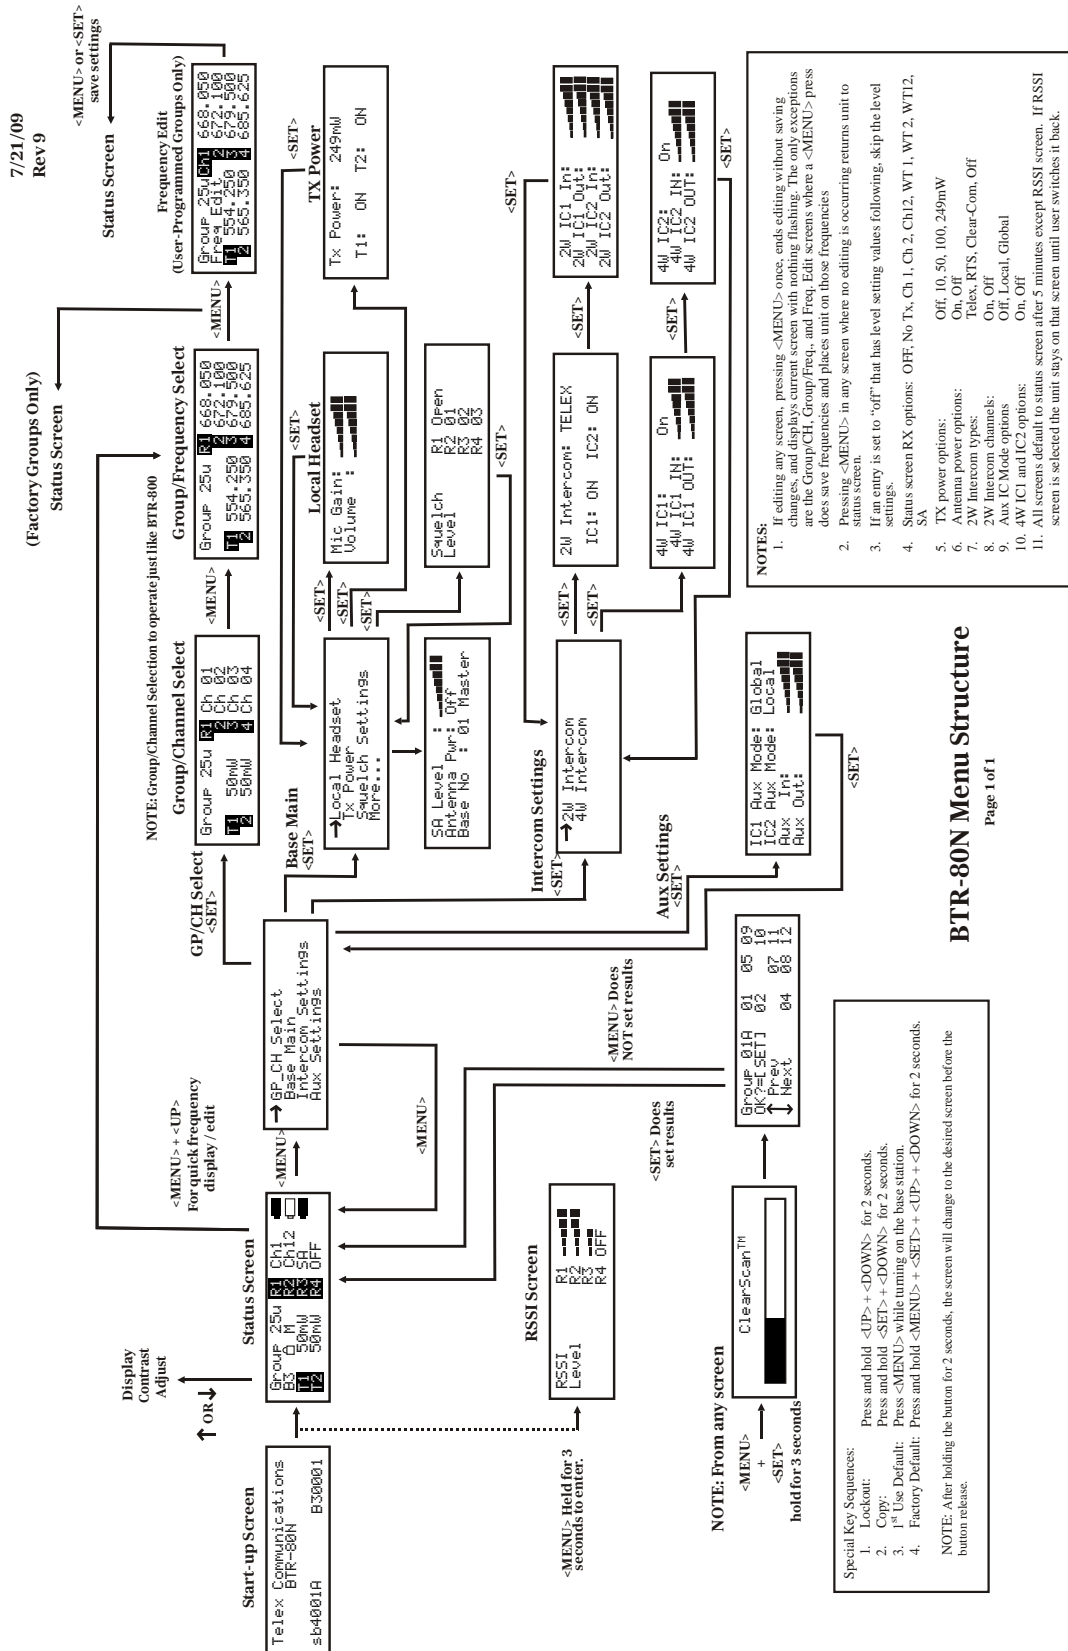 7/21/09
Rev 9
(Factory Groups Only)
Status Screen
Status Screen
<MENU> or <SET>
save settings
NOTE: Group/Channel Selection to operate just like BTR-800
<MENU> + <UP>
For quick frequency
display / edit
Display
Contrast
Adjust
↑ OR ↓
Start-up Screen
Telex Communications
BTR-80N
sb4001A B30001
Status Screen
Group 25u R1 Ch1
B3 Δ M R2 Ch12
T1 50mW R3 SA
T2 50mW R4 OFF
<MENU>
→ GP_CH Select
Base Main
Intercom Settings
Aux Settings
<MENU>
GP/CH Select
<SET>
Group/Channel Select
Group 25u R1 Ch 01
2 Ch 02
T1 50mW 3 Ch 03
2 50mW 4 Ch 04
<MENU>
Group/Frequency Select
Group 25u R1 668.050
2 672.100
T1 554.250 3 679.500
2 565.350 4 685.625
<MENU>
Frequency Edit
(User-Programmed Groups Only)
Group 25u Ch1 668.050
Freq Edit 2 672.100
T1 554.250 3 679.500
2 565.350 4 685.625
Base Main
<SET>
→Local Headset
Tx Power
Squelch Settings
More...
SA Level :
Antenna Pwr: Off
Base No : 01 Master
<SET>
<SET>
<SET>
Local Headset
<SET>
Mic Gain:
Volume :
TX Power
<SET>
Tx Power: 249mW
T1: ON T2: ON
Squelch R1 Open
Level R2 01
R3 02
R4 03
<SET>
Intercom Settings
<SET>
→2W Intercom
4W Intercom
<SET>
<SET>
2W Intercom: TELEX
IC1: ON IC2: ON
<SET>
2W IC1 In:
2W IC1 Out:
2W IC2 In:
2W IC2 Out:
<SET>
4W IC1: On
4W IC1 IN:
4W IC1 OUT:
<SET>
4W IC2: On
4W IC2 IN:
4W IC2 OUT:
<SET>
Aux Settings
<SET>
IC1 Aux Mode: Global
IC2 Aux Mode: Local
Aux In:
Aux Out:
<SET>
RSSI Screen
RSSI R1
Level R2
R3
R4 OFF
<MENU> Held for 3
seconds to enter.
<SET> Does
set results
<MENU> Does
NOT set results
NOTE: From any screen
<MENU>
+
<SET>
hold for 3 seconds
ClearScan™
Group 01A 01 05 09
OK?=[SET] 02 10
↑ Prev 07 11
↓ Next 04 08 12
Special Key Sequences:
1. Lockout: Press and hold <UP> + <DOWN> for 2 seconds.
2. Copy: Press and hold <SET> + <DOWN> for 2 seconds.
3. 1st Use Default: Press <MENU> while turning on the base station.
4. Factory Default: Press and hold <MENU> + <SET> + <UP> + <DOWN> for 2 seconds.
NOTE: After holding the button for 2 seconds, the screen will change to the desired screen before the
button release.
NOTES:
1. If editing any screen, pressing <MENU> once, ends editing without saving
changes, and displays current screen with nothing flashing. The only exceptions
are the Group/CH, Group/Freq., and Freq. Edit screens where a <MENU> press
does save frequencies and places unit on those frequencies
2. Pressing <MENU> in any screen where no editing is occurring returns unit to
status screen.
3. If an entry is set to “off” that has level setting values following, skip the level
settings.
4. Status screen RX options: OFF, No Tx, Ch 1, Ch 2, Ch12, WT 1, WT 2, WT12,
SA
5. TX power options: Off, 10, 50, 100, 249mW
6. Antenna power options: On, Off
7. 2W Intercom types: Telex, RTS, Clear-Com, Off
8. 2W Intercom channels: On, Off
9. Aux IC Mode options Off, Local, Global
10. 4W IC1 and IC2 options: On, Off
11. All screens default to status screen after 5 minutes except RSSI screen. If RSSI
screen is selected the unit stays on that screen until user switches it back.
BTR-80N Menu Structure
Page 1 of 1